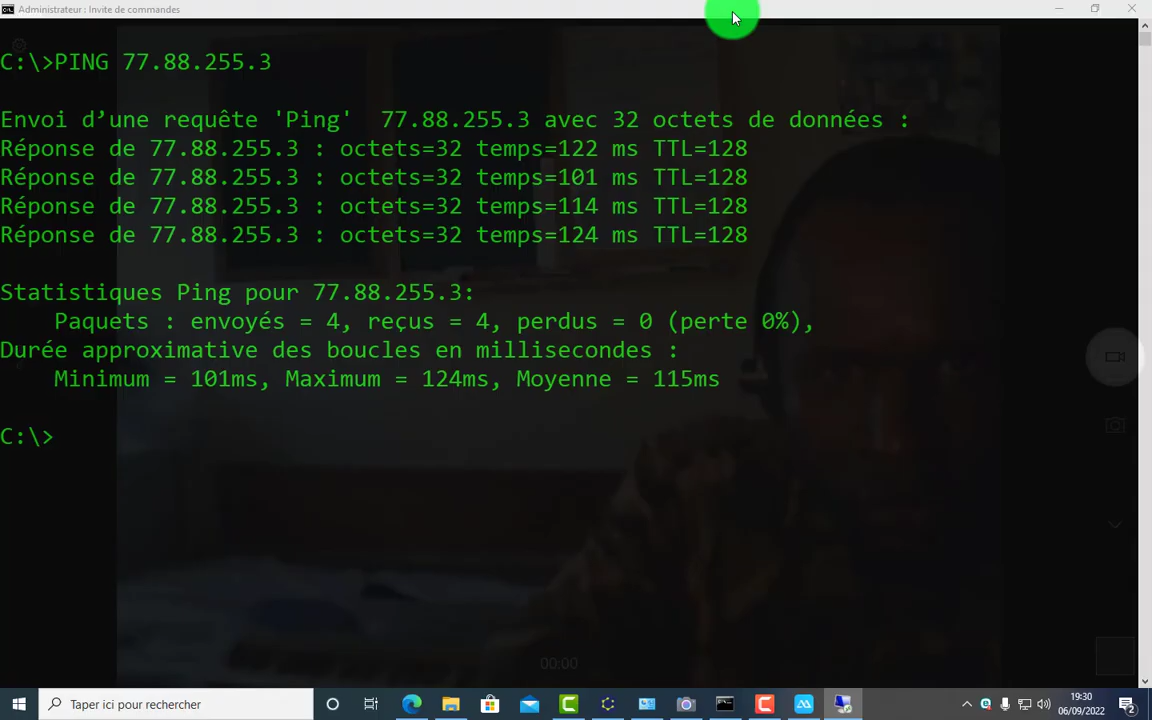 Administrateur : Invite de commandes
C:\>PING 77.88.255.3
Envoi d’une requête 'Ping'  77.88.255.3 avec 32 octets de données :
Réponse de 77.88.255.3 : octets=32 temps=122 ms TTL=128
Réponse de 77.88.255.3 : octets=32 temps=101 ms TTL=128
Réponse de 77.88.255.3 : octets=32 temps=114 ms TTL=128
Réponse de 77.88.255.3 : octets=32 temps=124 ms TTL=128
Statistiques Ping pour 77.88.255.3:
    Paquets : envoyés = 4, reçus = 4, perdus = 0 (perte 0%),
Durée approximative des boucles en millisecondes :
    Minimum = 101ms, Maximum = 124ms, Moyenne = 115ms
C:\>
00:00
Taper ici pour rechercher
19:30
06/09/2022
2